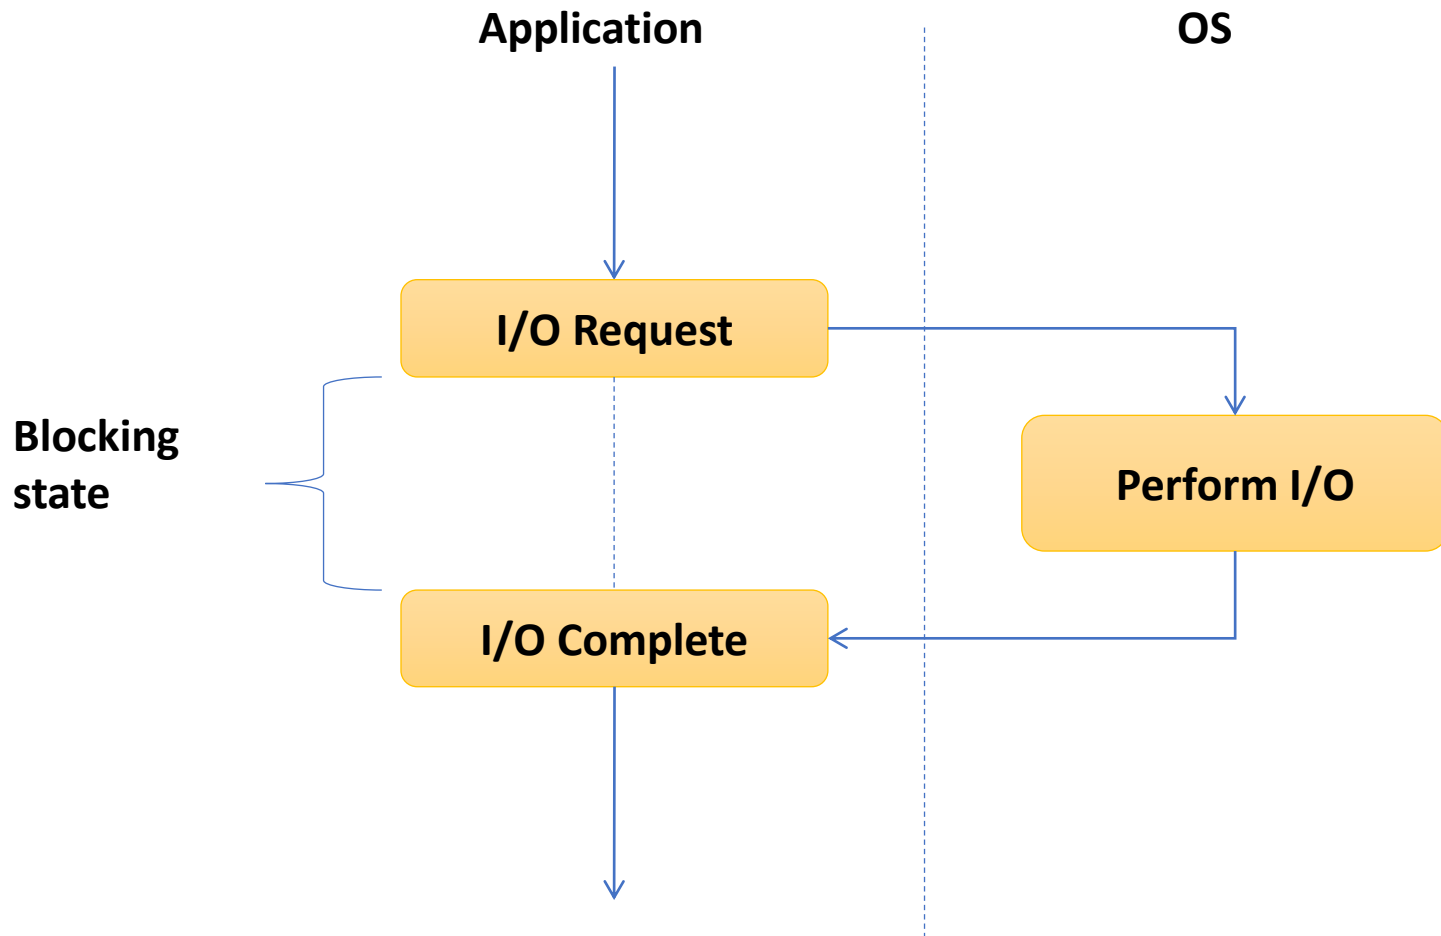 Application
OS
I/O Request
Blocking
state
Perform I/O
I/O Complete